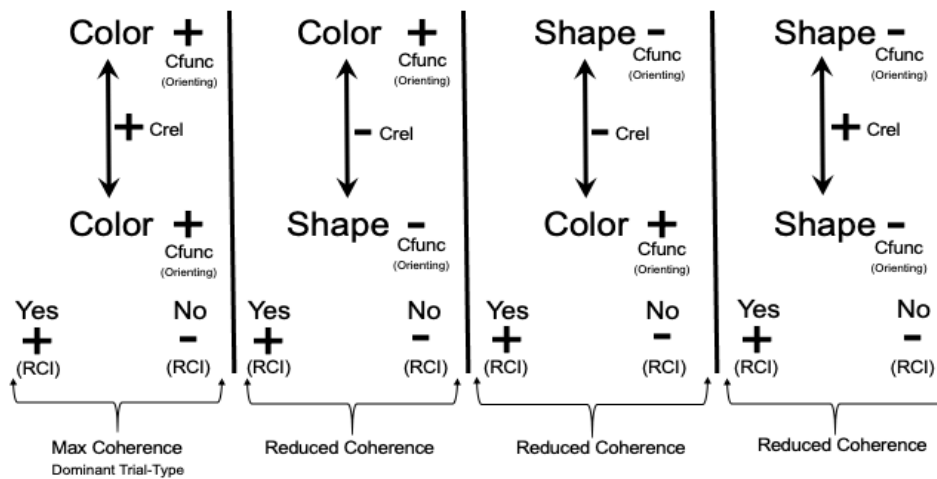 Color + Color + Shape - Shape -
Cfunc Cfunc Cfunc Cfunc
(Orienting) (Orienting) (Orienting) (Orienting)
+ Crel - Crel - Crel + Crel
Color + Shape - Color + Shape -
Cfunc Cfunc Cfunc Cfunc
(Orienting) (Orienting) (Orienting) (Orienting)
Yes No Yes No Yes No Yes No
+ - + - + - + -
(RCI) (RCI) (RCI) (RCI) (RCI) (RCI) (RCI) (RCI)
Max Coherence Reduced Coherence Reduced Coherence Reduced Coherence
Dominant Trial-Type